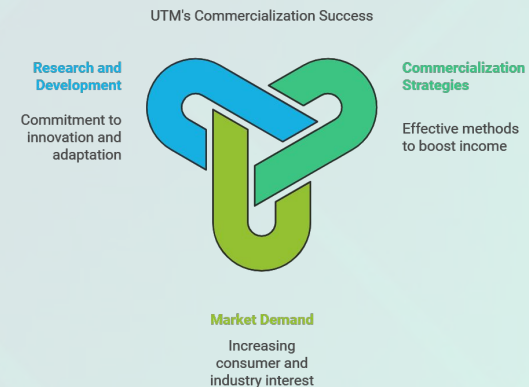 UTM's Commercialization Success
Research and
Development
Commitment to
innovation and
adaptation
Commercialization
Strategies
Effective methods
to boost income
Market Demand
Increasing
consumer and
industry interest